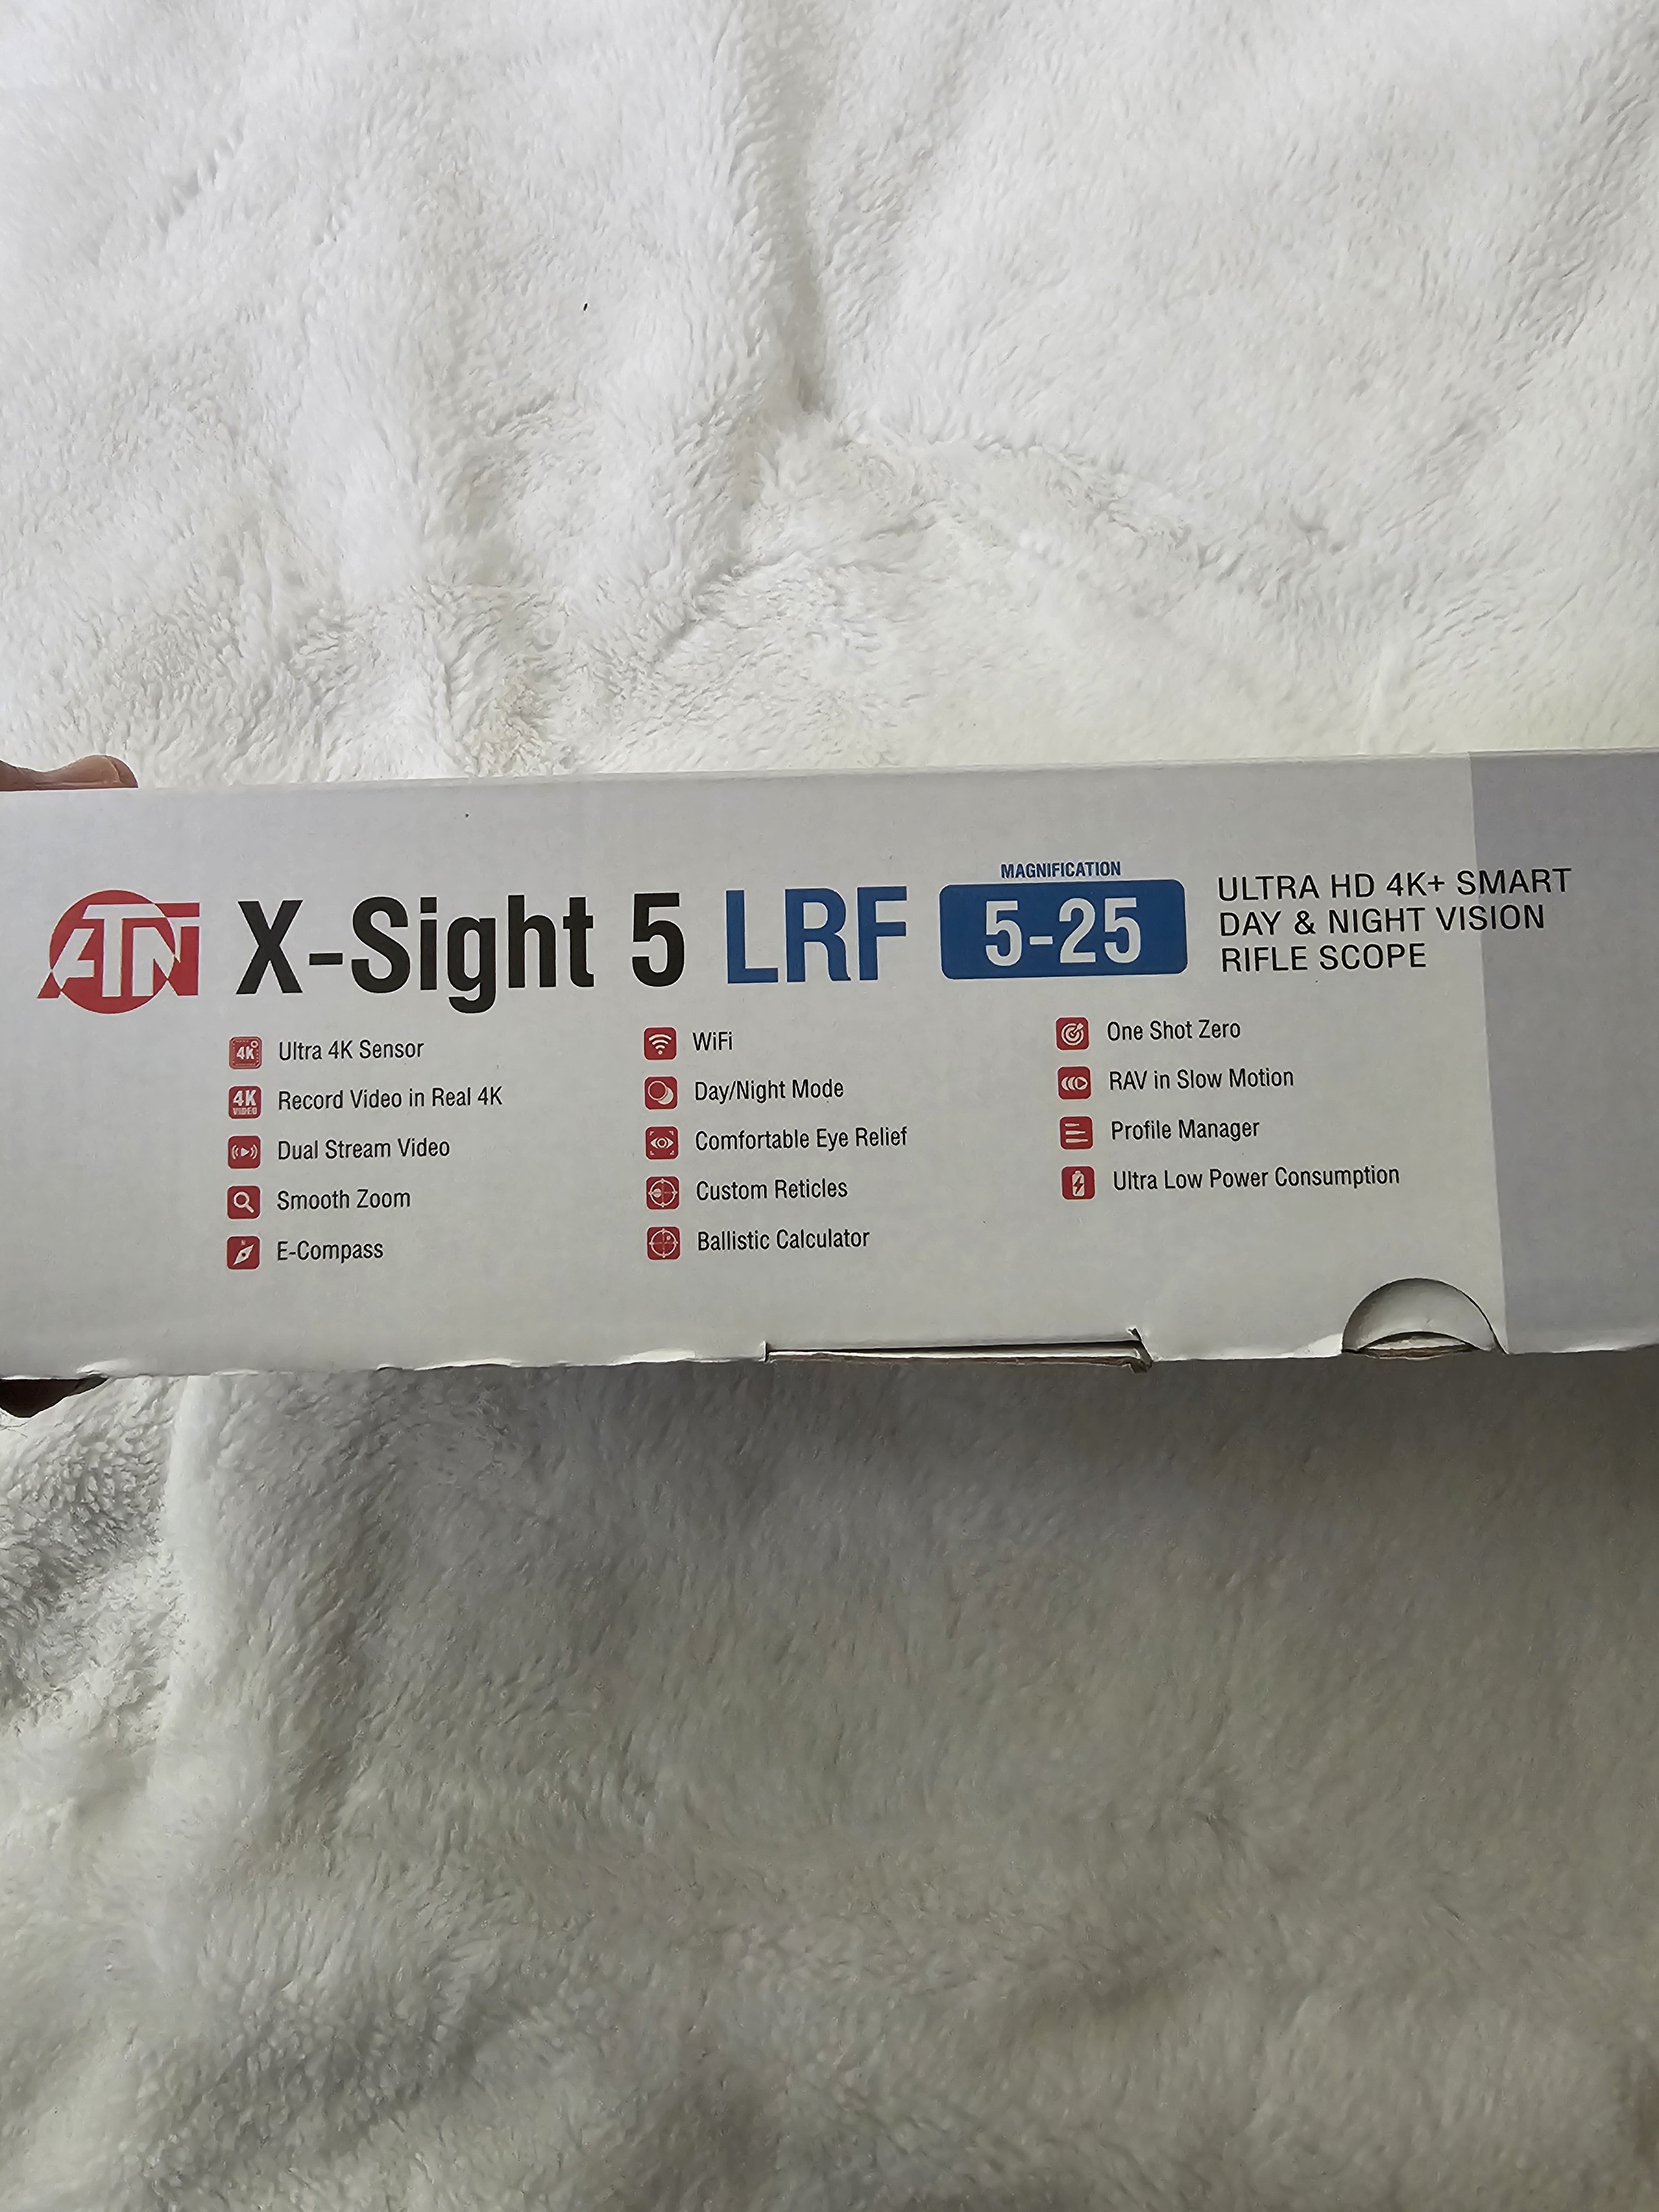 ATN X-Sight 5 LRF
MAGNIFICATION
5-25
ULTRA HD 4K+ SMART
DAY & NIGHT VISION
RIFLE SCOPE
4K Ultra 4K Sensor
4K VIDEO Record Video in Real 4K
Dual Stream Video
Smooth Zoom
E-Compass
WiFi
Day/Night Mode
Comfortable Eye Relief
Custom Reticles
Ballistic Calculator
One Shot Zero
RAV in Slow Motion
Profile Manager
Ultra Low Power Consumption